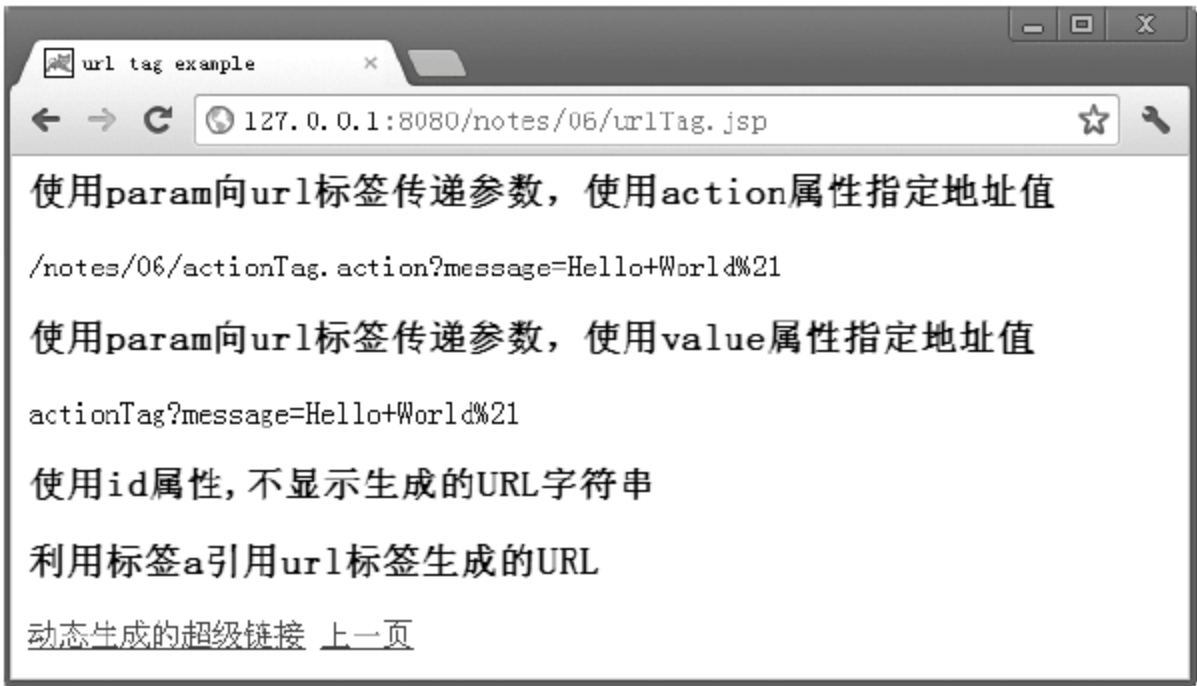 url tag example
127.0.0.1:8080/notes/06/urlTag.jsp
使用param向url标签传递参数，使用action属性指定地址值
/notes/06/actionTag.action?message=Hello+World%21
使用param向url标签传递参数，使用value属性指定地址值
actionTag?message=Hello+World%21
使用id属性,不显示生成的URL字符串
利用标签a引用url标签生成的URL
动态生成的超级链接 上一页